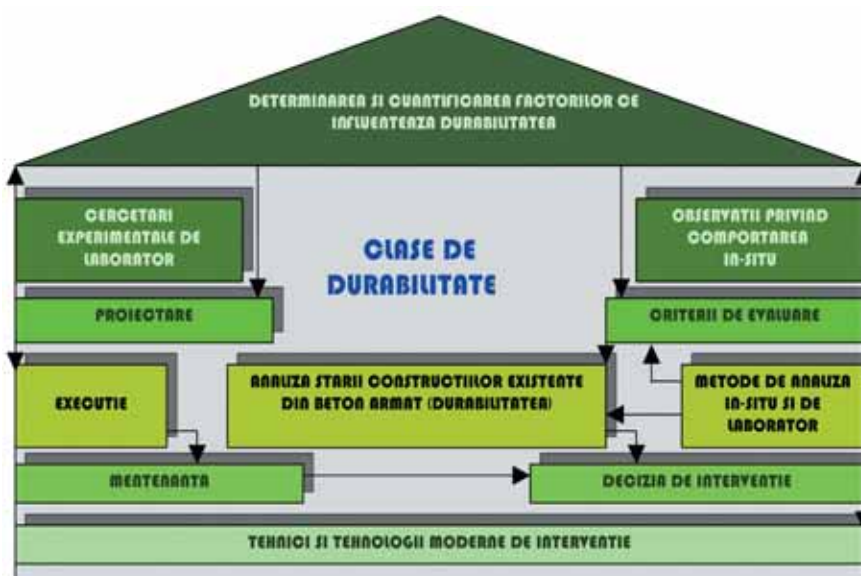 DETERMINAREA SI CUANTIFICAREA FACTORILOR CE
INFLUENTEAZA DURABILITATEA
CERCETARI
EXPERIMENTALE DE
LABORATOR
CLASE DE
DURABILITATE
OBSERVATII PRIVIND
COMPORTAREA
IN-SITU
PROIECTARE
CRITERII DE EVALUARE
EXECUTIE
ANALIZA STARII CONSTRUCTIILOR EXISTENTE
DIN BETON ARMAT (DURABILITATEA)
METODE DE ANALIZA
IN-SITU SI DE
LABORATOR
MENTENANTA
DECIZIA DE INTERVENTIE
TEHNICI SI TEHNOLOGII MODERNE DE INTERVENTIE